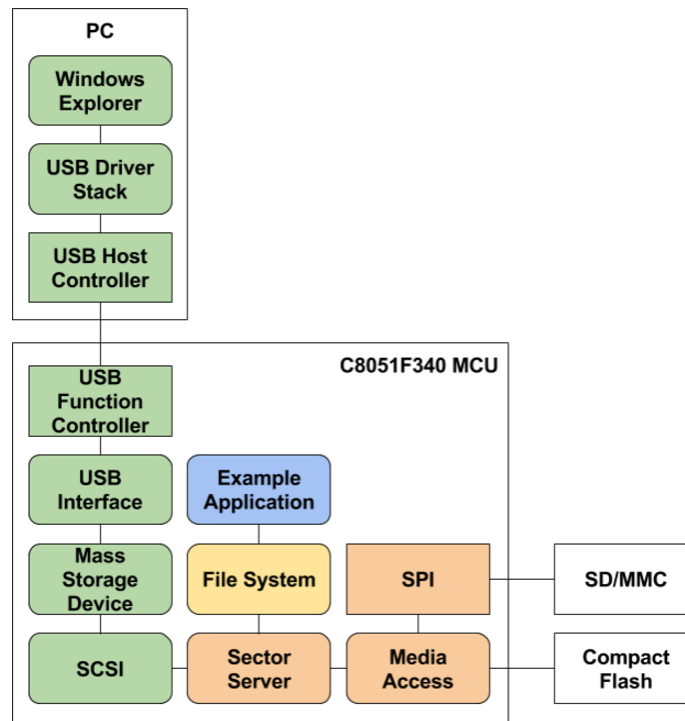 PC
Windows
Explorer
USB Driver
Stack
USB Host
Controller
C8051F340 MCU
USB
Function
Controller
USB
Interface
Example
Application
Mass
Storage
Device
File System
SPI
SD/MMC
SCSI
Sector
Server
Media
Access
Compact
Flash